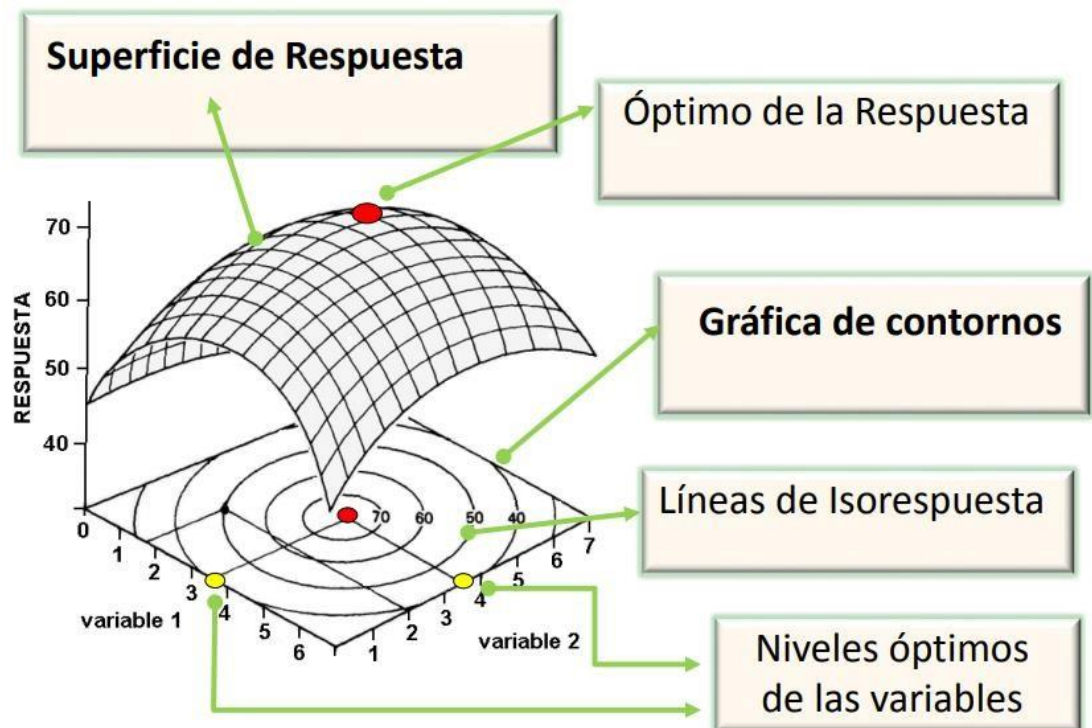 Superficie de Respuesta
Óptimo de la Respuesta
70
60
50
40
RESPUESTA
Gráfica de contornos
Líneas de Isorespuesta
70 60 50 40
0
1
2
3
4
5
6
variable 1
1
2
3
4
5
6
7
variable 2
Niveles óptimos
de las variables